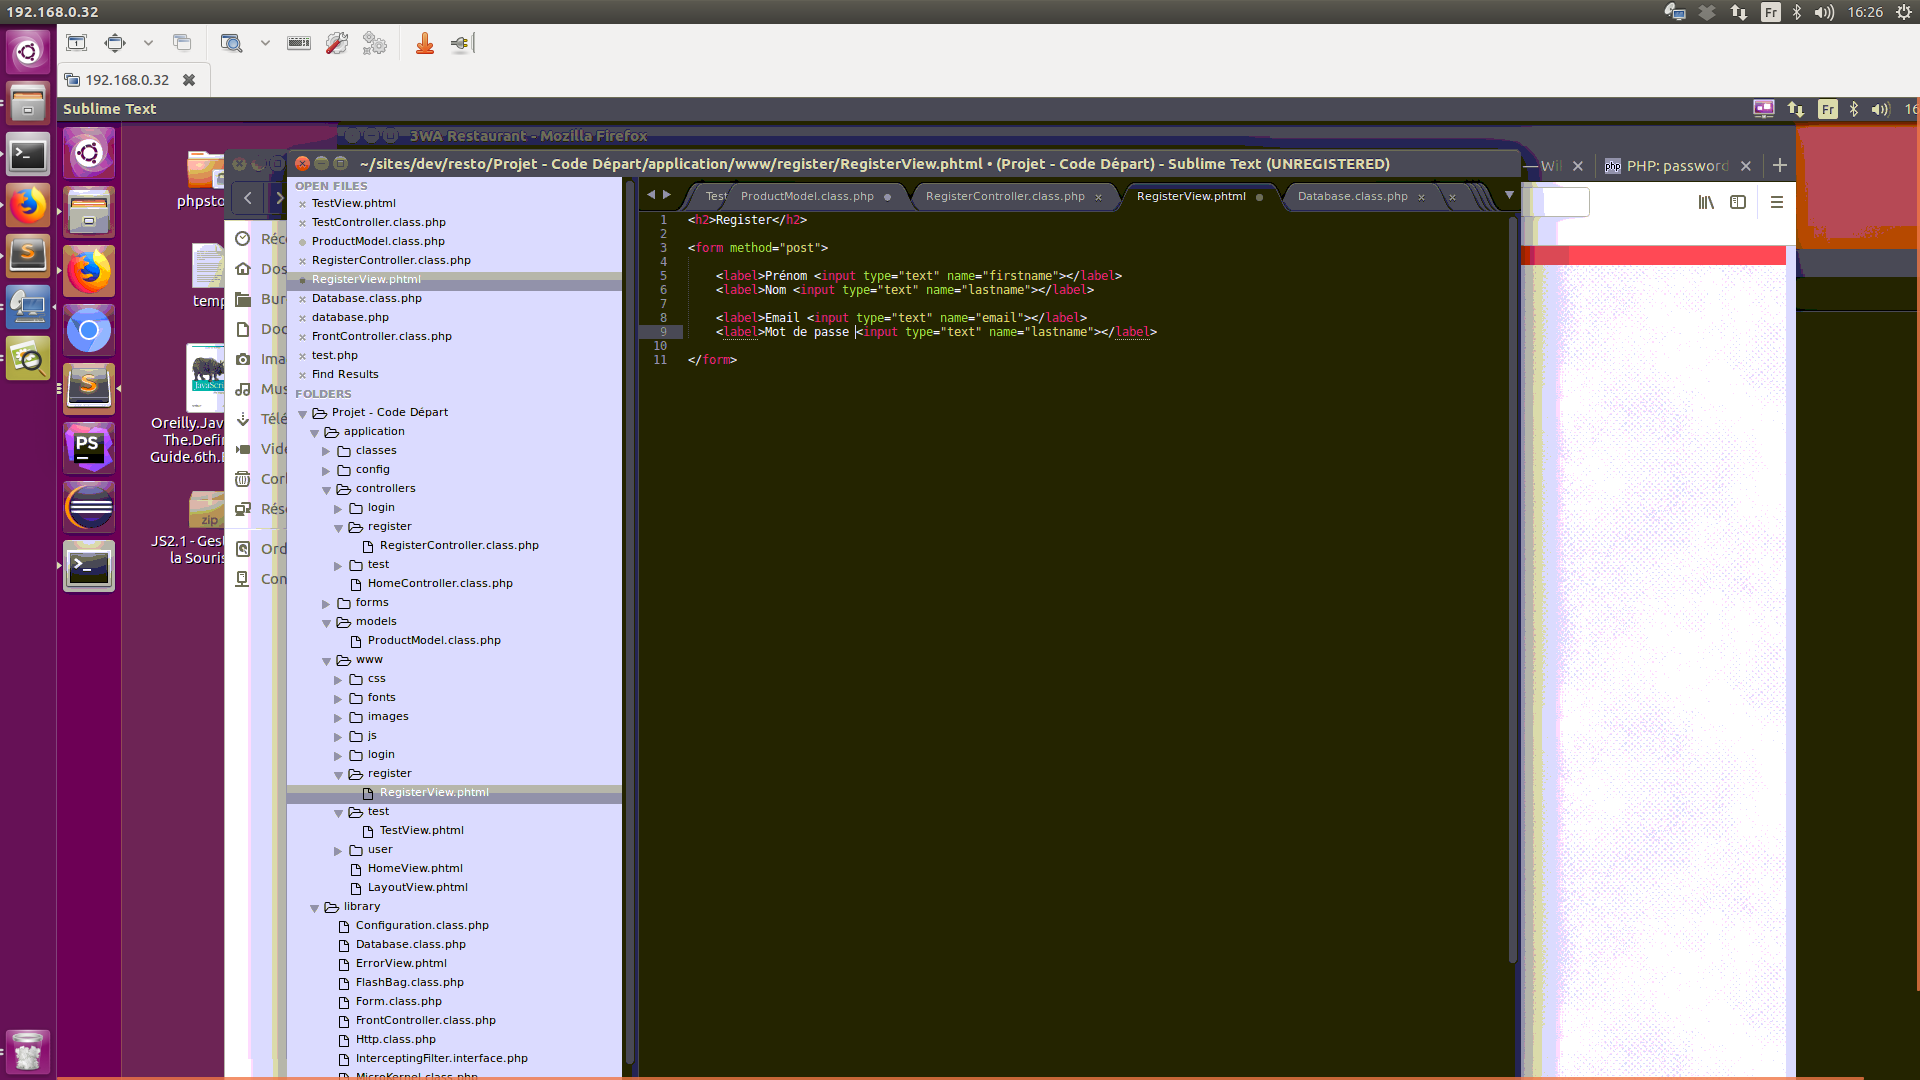 192.168.0.32
Fr
16:26
192.168.0.32
Sublime Text
Fr
16
3WA Restaurant - Mozilla Firefox
~/sites/dev/resto/Projet - Code Départ/application/www/register/RegisterView.phtml • (Projet - Code Départ) - Sublime Text (UNREGISTERED)
— Wil
php PHP: password
phpsto
temp
JavaScri
Oreilly.Jav
The.Defin
Guide.6th.
zip
JS2.1 - Ges
la Souris
PS
Réc
Dos
Bur
Doc
Ima
Mus
Télé
Vidé
Corl
Rés
Ord
Con
OPEN FILES
TestView.phtml
TestController.class.php
ProductModel.class.php
RegisterController.class.php
RegisterView.phtml
Database.class.php
database.php
FrontController.class.php
test.php
Find Results
FOLDERS
Projet - Code Départ
application
classes
config
controllers
login
register
RegisterController.class.php
test
HomeController.class.php
forms
models
ProductModel.class.php
www
css
fonts
images
js
login
register
RegisterView.phtml
test
TestView.phtml
user
HomeView.phtml
LayoutView.phtml
library
Configuration.class.php
Database.class.php
ErrorView.phtml
FlashBag.class.php
Form.class.php
FrontController.class.php
Http.class.php
InterceptingFilter.interface.php
MicroKernel.class.php
Test ProductModel.class.php RegisterController.class.php RegisterView.phtml Database.class.php
1 <h2>Register</h2>
2
3 <form method="post">
4
5 <label>Prénom <input type="text" name="firstname"></label>
6 <label>Nom <input type="text" name="lastname"></label>
7
8 <label>Email <input type="text" name="email"></label>
9 <label>Mot de passe <input type="text" name="lastname"></label>
10
11 </form>